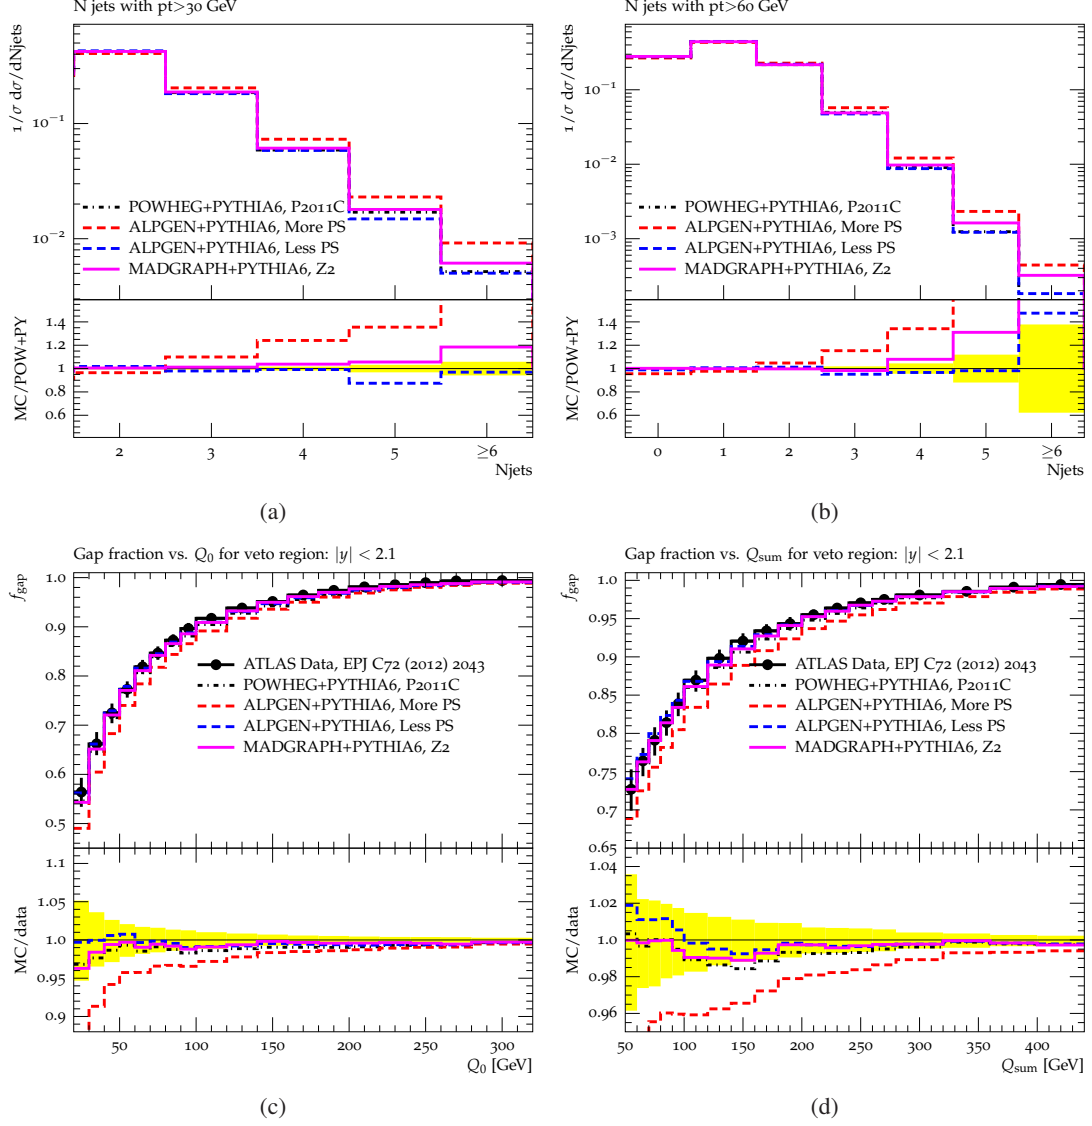 N jets with pt>30 GeV
1/σ dσ/dNjets
10⁻¹
10⁻²
POWHEG+PYTHIA6, P2011C
ALPGEN+PYTHIA6, More PS
ALPGEN+PYTHIA6, Less PS
MADGRAPH+PYTHIA6, Z2
MC/POW+PY
1.4
1.2
1
0.8
0.6
2 3 4 5 ≥6
Njets
(a)
N jets with pt>60 GeV
1/σ dσ/dNjets
10⁻¹
10⁻²
10⁻³
POWHEG+PYTHIA6, P2011C
ALPGEN+PYTHIA6, More PS
ALPGEN+PYTHIA6, Less PS
MADGRAPH+PYTHIA6, Z2
MC/POW+PY
1.4
1.2
1
0.8
0.6
0 1 2 3 4 5 ≥6
Njets
(b)
Gap fraction vs. Q₀ for veto region: |y| < 2.1
f_gap
1.0
0.9
0.8
0.7
0.6
0.5
ATLAS Data, EPJ C72 (2012) 2043
POWHEG+PYTHIA6, P2011C
ALPGEN+PYTHIA6, More PS
ALPGEN+PYTHIA6, Less PS
MADGRAPH+PYTHIA6, Z2
MC/data
1.1
1.05
1.0
0.95
0.9
50 100 150 200 250 300
Q₀ [GeV]
(c)
Gap fraction vs. Q_sum for veto region: |y| < 2.1
f_gap
1.0
0.95
0.9
0.85
0.8
0.75
0.7
0.65
ATLAS Data, EPJ C72 (2012) 2043
POWHEG+PYTHIA6, P2011C
ALPGEN+PYTHIA6, More PS
ALPGEN+PYTHIA6, Less PS
MADGRAPH+PYTHIA6, Z2
MC/data
1.04
1.02
1.0
0.98
0.96
50 100 150 200 250 300 350 400
Q_sum [GeV]
(d)